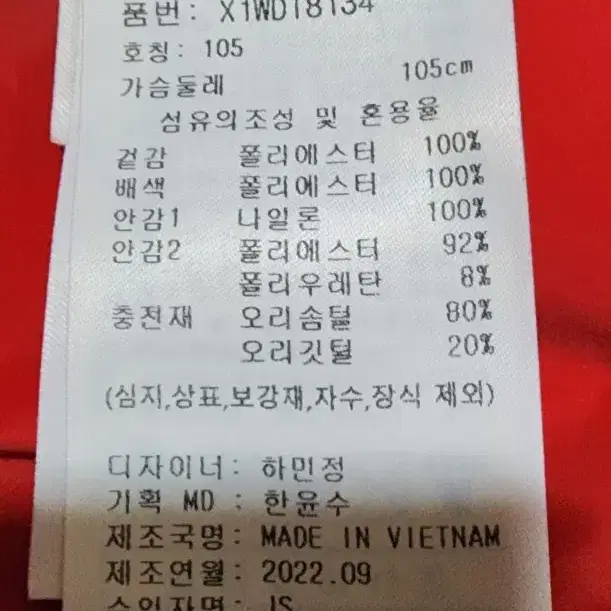 품번: X1WDT8134
호칭: 105
가슴둘레 105cm
섬유의조성 및 혼용율
겉감 폴리에스터 100%
배색 폴리에스터 100%
안감1 나일론 100%
안감2 폴리에스터 92%
폴리우레탄 8%
충전재 오리솜털 80%
오리깃털 20%
(심지,상표,보강재,자수,장식 제외)
디자이너: 하민정
기획 MD : 한윤수
제조국명: MADE IN VIETNAM
제조연월: 2022.09
수입자명: JS